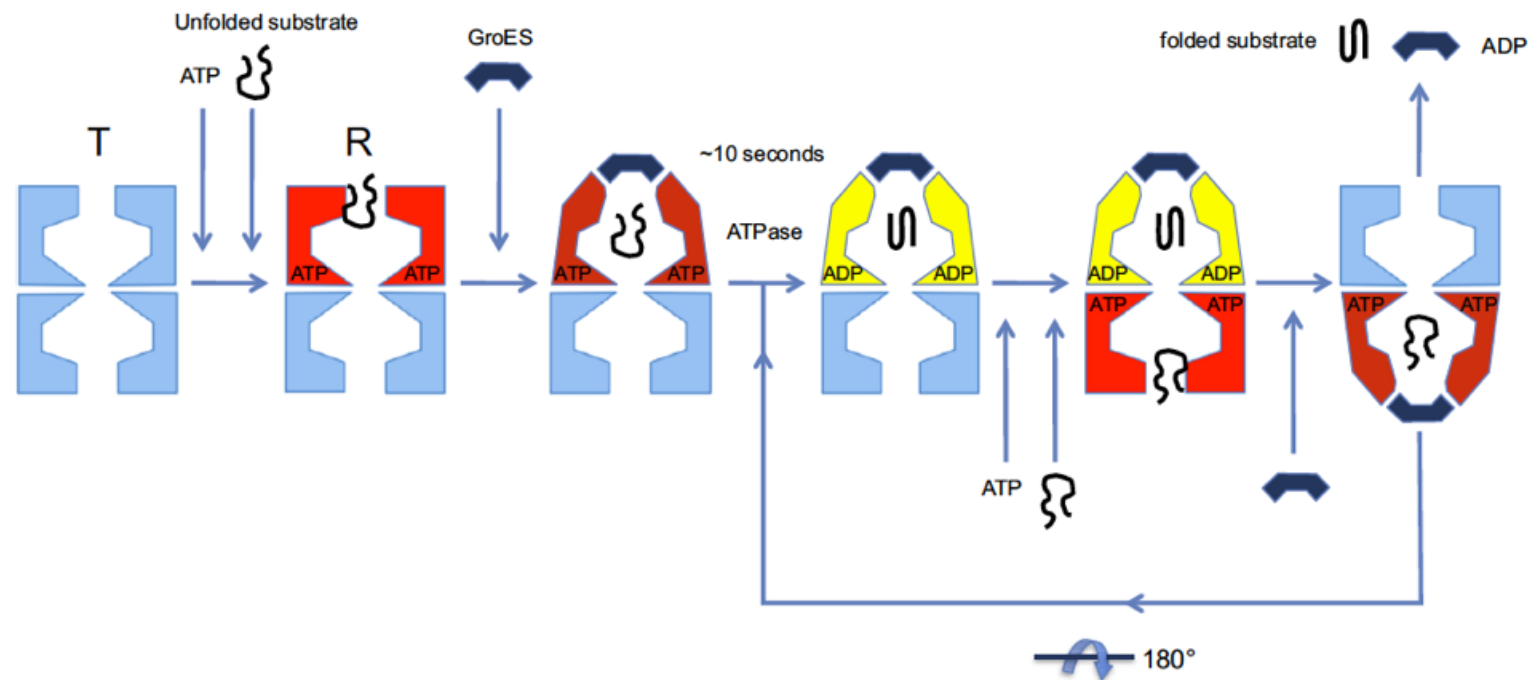 Unfolded substrate
ATP
GroES
folded substrate
ADP
T
R
~10 seconds
ATPase
ATP ATP
ATP ATP
ADP ADP
ADP ADP
ATP ATP
ATP ATP
ATP
180°